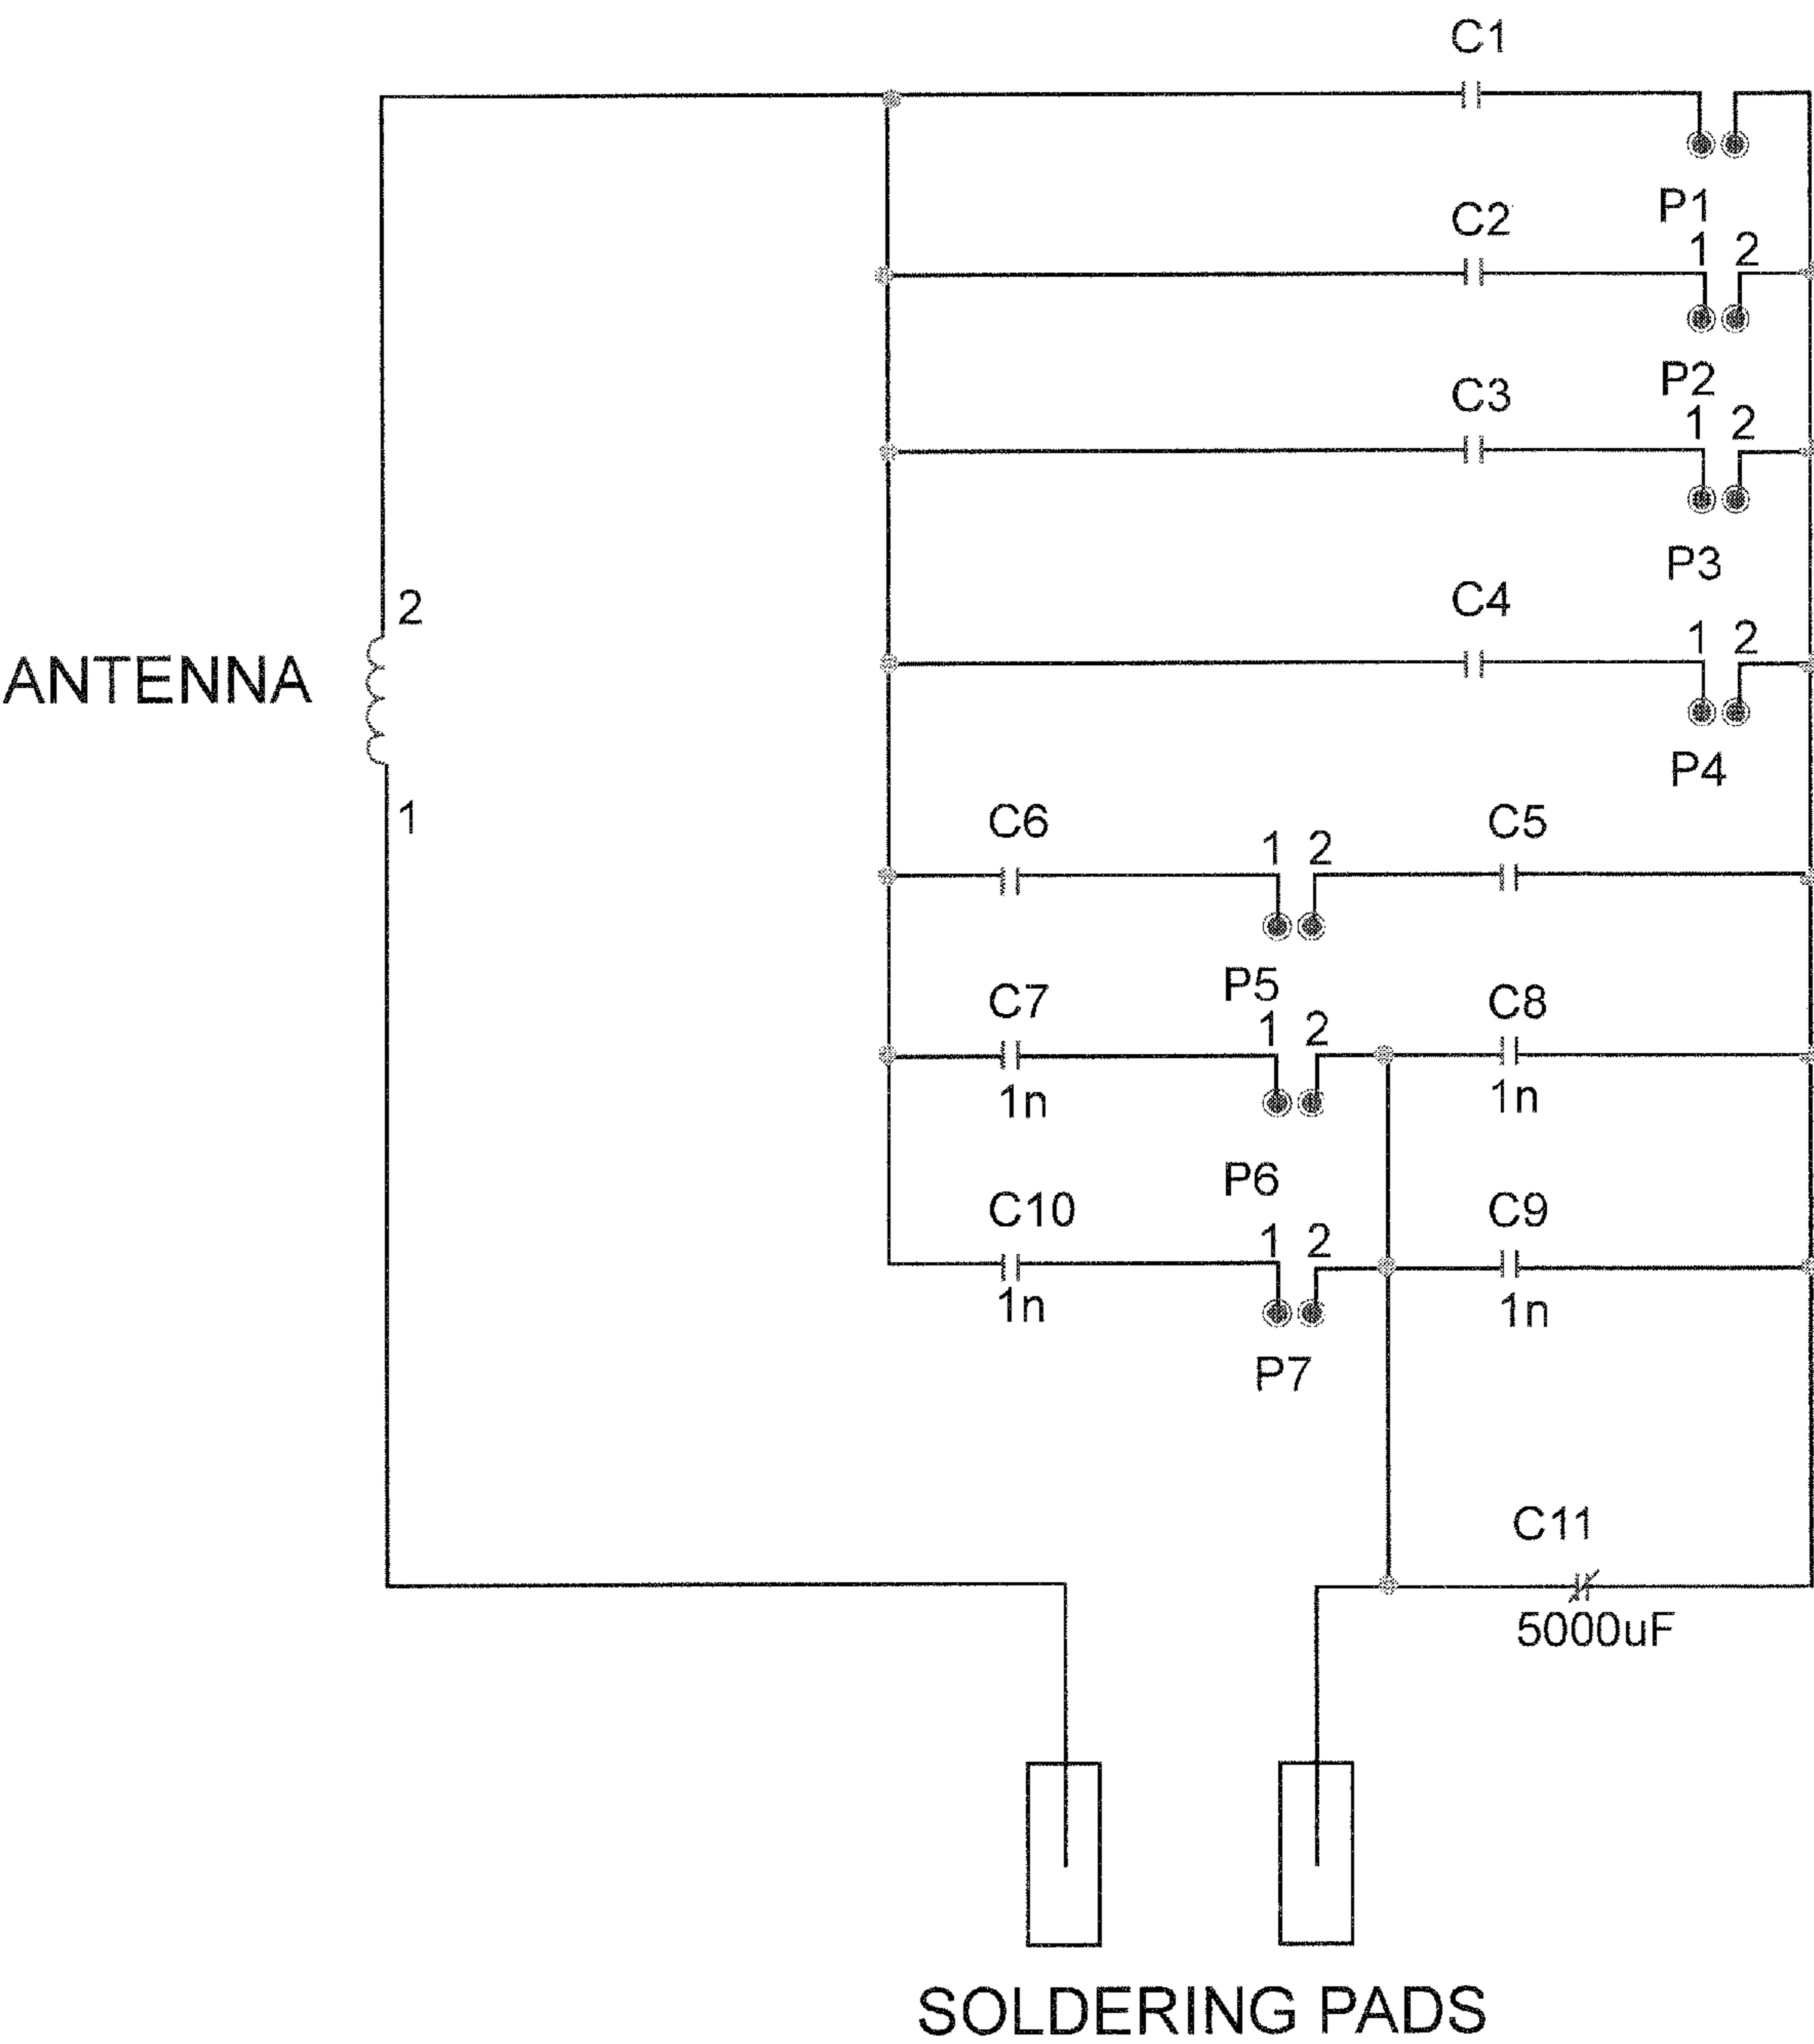 C1
P1
C2
1 2
P2
C3
1 2
P3
C4
1 2
2
ANTENNA
P4
1
C6
1 2
C5
P5
C7
1 2
C8
1n
1n
P6
C10
1 2
C9
1n
1n
P7
C11
5000uF
SOLDERING PADS